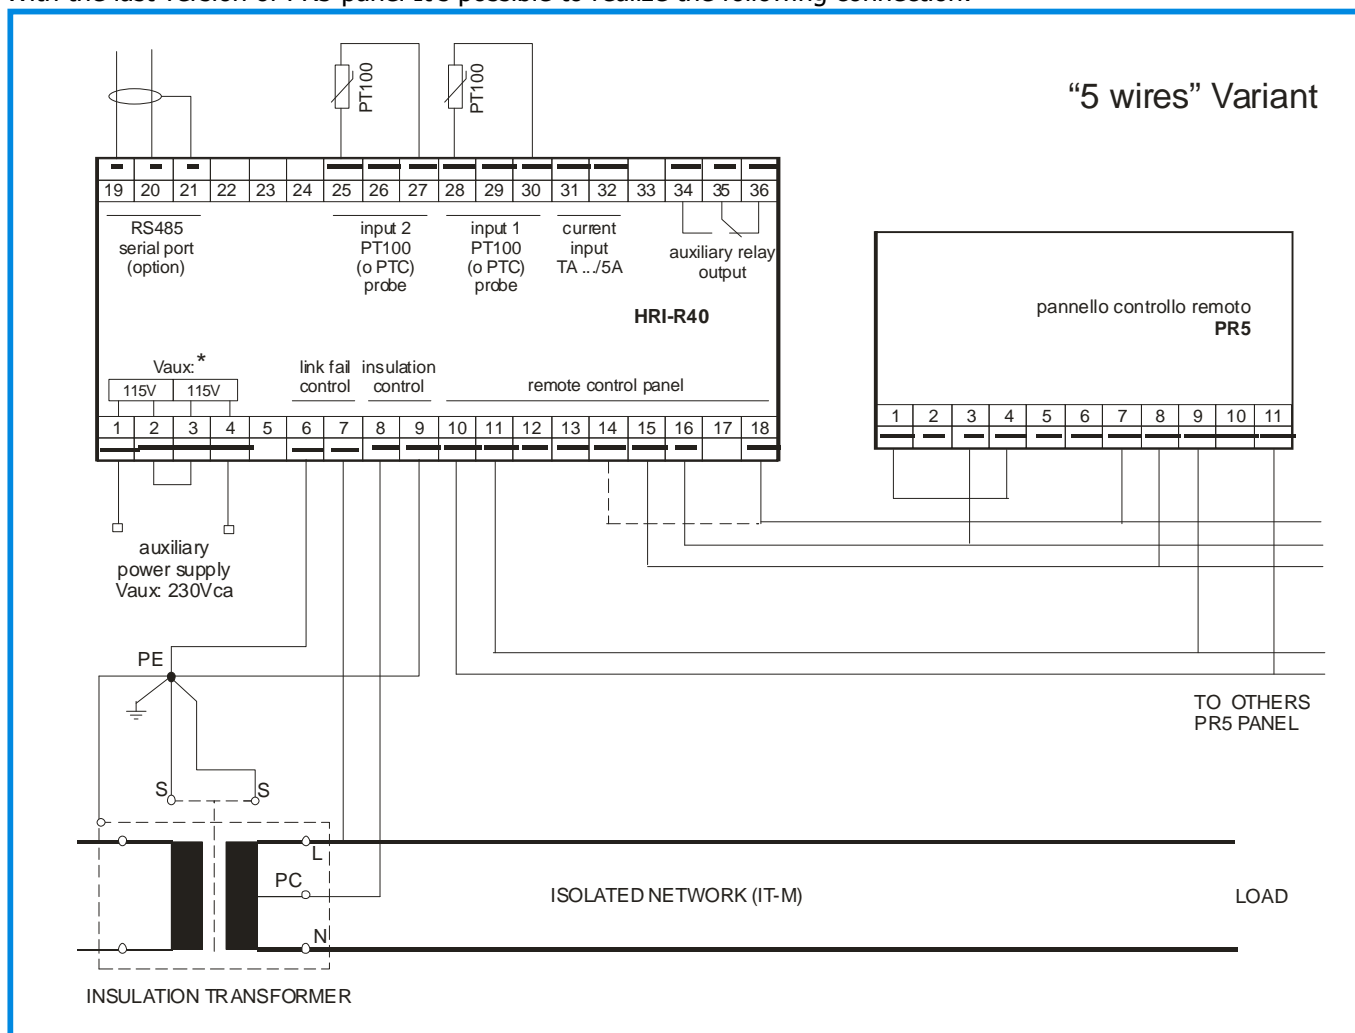 "5 wires" Variant
PT100
PT100
19 20 21 22 23 24 25 26 27 28 29 30 31 32 33 34 35 36
RS485
serial port
(option)
input 2
PT100
(o PTC)
probe
input 1
PT100
(o PTC)
probe
current
input
TA .../5A
auxiliary relay
output
HRI-R40
pannello controllo remoto
PR5
Vaux:*
115V 115V
link fail
control
insulation
control
remote control panel
1 2 3 4 5 6 7 8 9 10 11 12 13 14 15 16 17 18
1 2 3 4 5 6 7 8 9 10 11
auxiliary
power supply
Vaux: 230Vca
PE
TO OTHERS
PR5 PANEL
S S
L
PC
N
ISOLATED NETWORK (IT-M)
LOAD
INSULATION TRANSFORMER